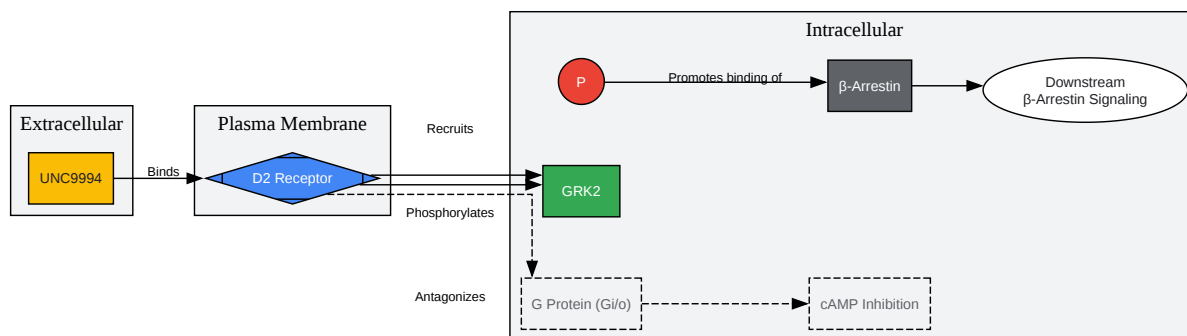 Intracellular
Extracellular
Plasma Membrane
P
Promotes binding of
β-Arrestin
Downstream
β-Arrestin Signaling
UNC9994
Binds
D2 Receptor
Recruits
GRK2
Phosphorylates
Antagonizes
G Protein (Gi/o)
cAMP Inhibition